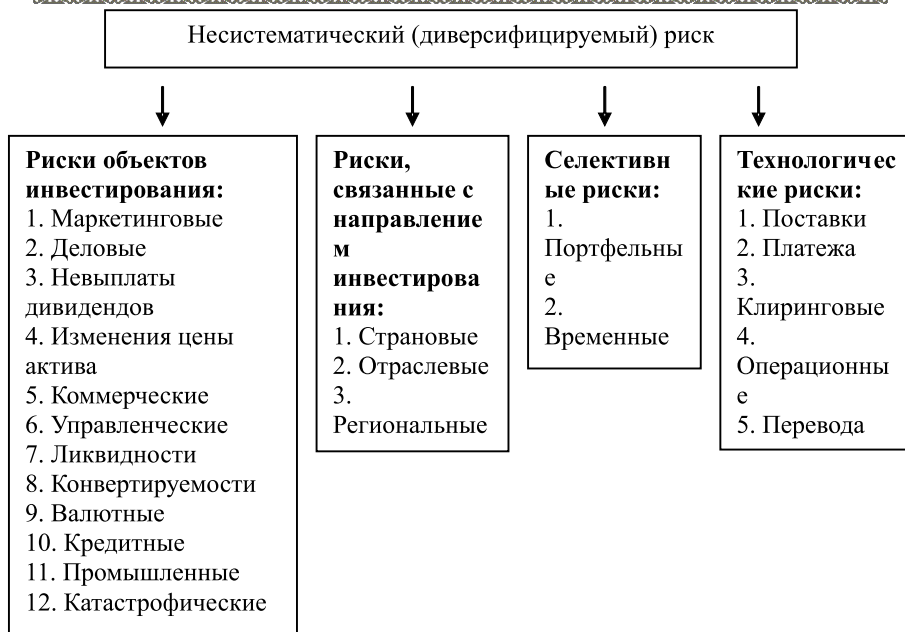 Несистематический (диверсифицируемый) риск
Риски объектов
инвестирования:
1. Маркетинговые
2. Деловые
3. Невыплаты
дивидендов
4. Изменения цены
актива
5. Коммерческие
6. Управленческие
7. Ликвидности
8. Конвертируемости
9. Валютные
10. Кредитные
11. Промышленные
12. Катастрофические
Риски,
связанные с
направление
м
инвестирова
ния:
1. Страновые
2. Отраслевые
3.
Региональные
Селективн
ые риски:
1.
Портфельны
е
2.
Временные
Технологичес
кие риски:
1. Поставки
2. Платежа
3.
Клиринговые
4.
Операционны
е
5. Перевода